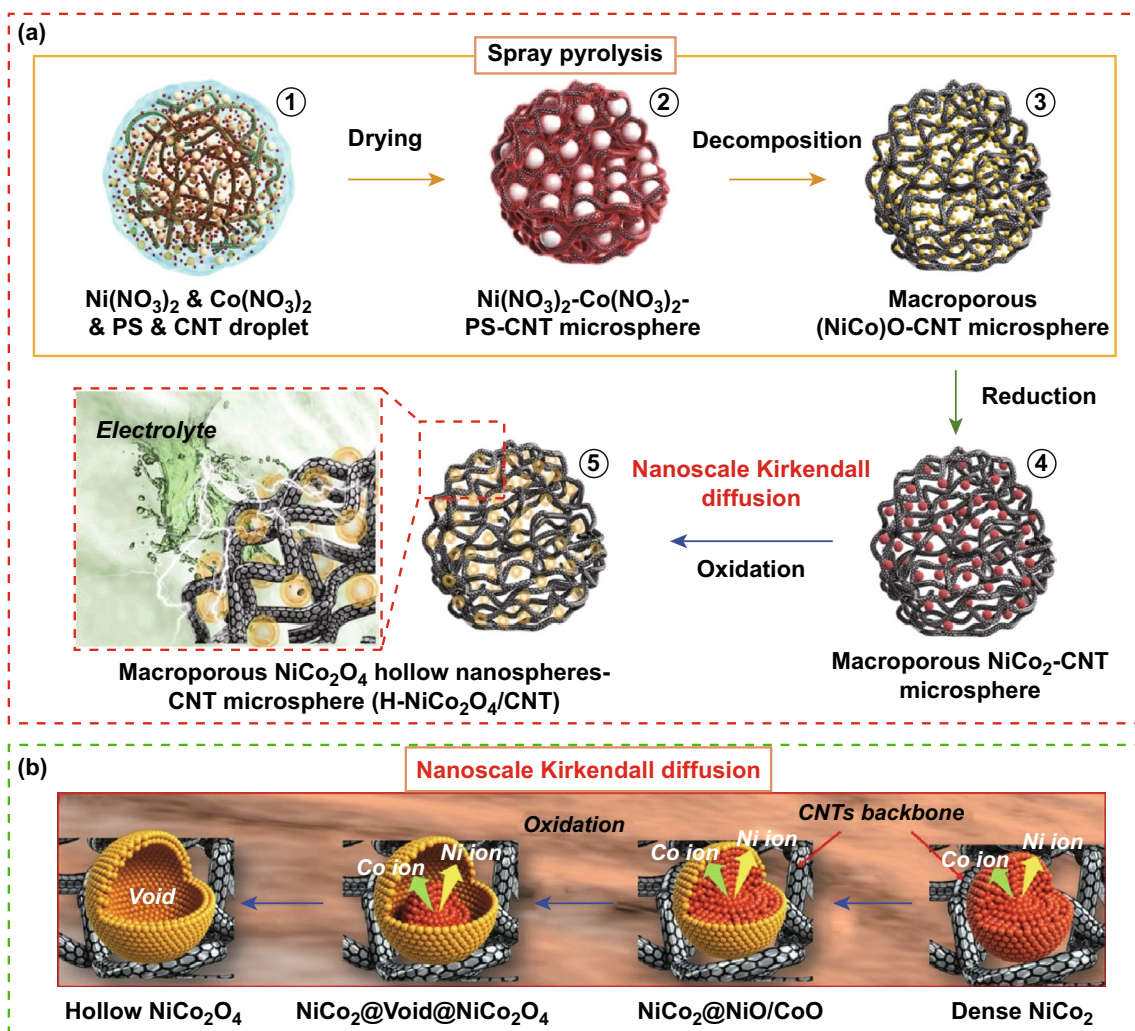 (a)
Spray pyrolysis
①
Drying
②
Decomposition
③
Ni(NO₃)₂ & Co(NO₃)₂
& PS & CNT droplet
Ni(NO₃)₂-Co(NO₃)₂-
PS-CNT microsphere
Macroporous
(NiCo)O-CNT microsphere
Reduction
Electrolyte
⑤
Nanoscale Kirkendall
diffusion
Oxidation
④
Macroporous NiCo₂O₄ hollow nanospheres-
CNT microsphere (H-NiCo₂O₄/CNT)
Macroporous NiCo₂-CNT
microsphere
(b)
Nanoscale Kirkendall diffusion
Oxidation
CNTs backbone
Void
Co ion
Ni ion
Co ion
Ni ion
Co ion
Ni ion
Hollow NiCo₂O₄
NiCo₂@Void@NiCo₂O₄
NiCo₂@NiO/CoO
Dense NiCo₂